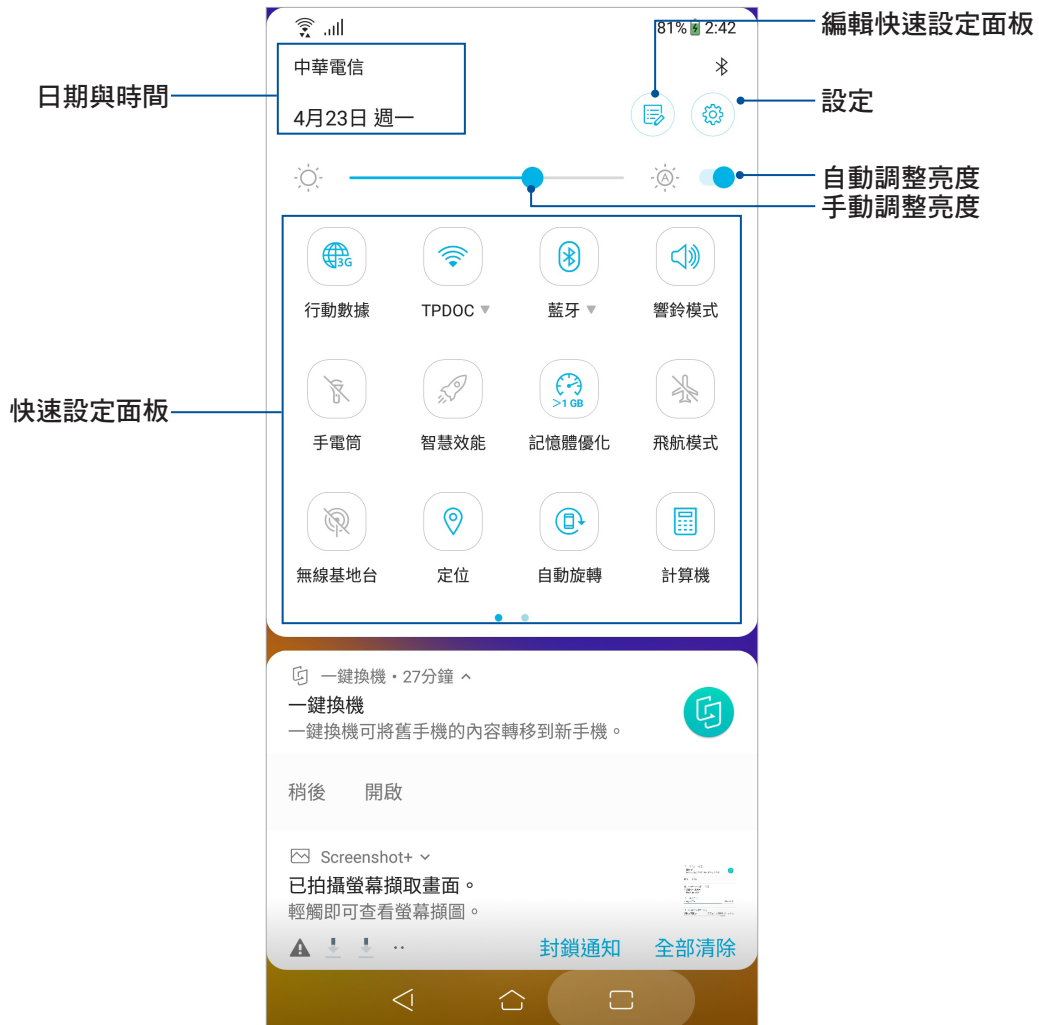 編輯快速設定面板
81% 2:42
中華電信
日期與時間
設定
4月23日 週一
自動調整亮度
手動調整亮度
3G
行動數據
TPDOC
藍牙
響鈴模式
快速設定面板
>1 GB
手電筒
智慧效能
記憶體優化
飛航模式
無線基地台
定位
自動旋轉
計算機
一鍵換機・27分鐘
一鍵換機
一鍵換機可將舊手機的內容轉移到新手機。
稍後 開啟
Screenshot+
已拍攝螢幕擷取畫面。
輕觸即可查看螢幕擷圖。
封鎖通知 全部清除